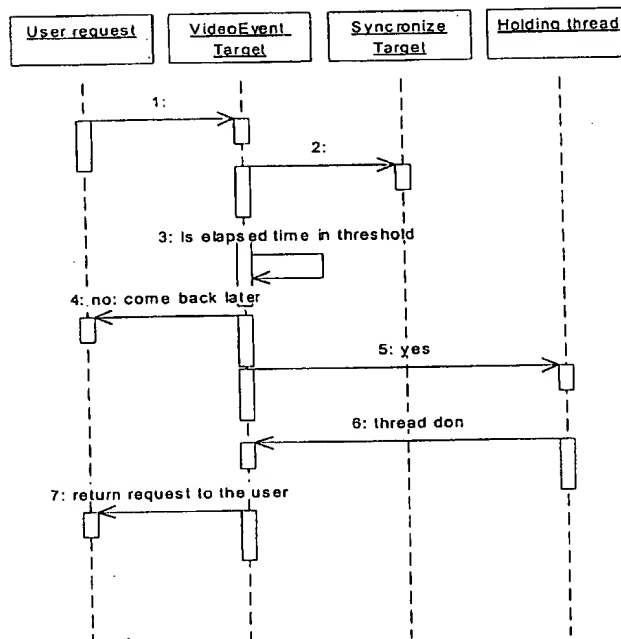 User request
VideoEvent
Target
Syncronize
Target
Holding thread
1:
2:
3: Is elapsed time in threshold
4: no: come back later
5: yes
6: thread don
7: return request to the user